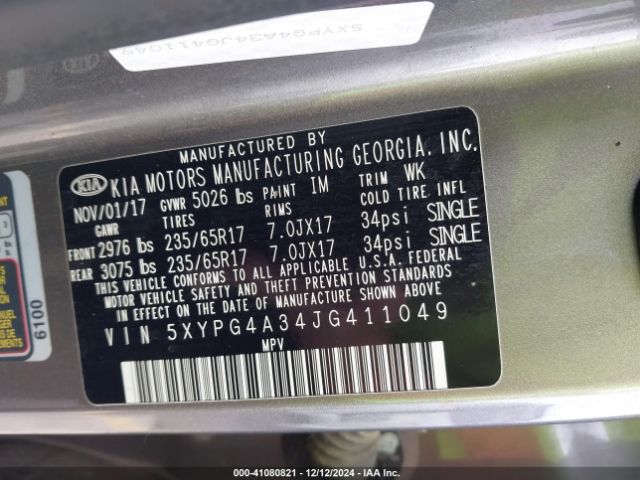 5XYPG4A34JG411049
MANUFACTURED BY
KIA KIA MOTORS MANUFACTURING GEORGIA, INC.
NOV/01/17 GVWR 5026 lbs PAINT IM TRIM WK
GAWR TIRES RIMS COLD TIRE INFL
FRONT 2976 lbs 235/65R17 7.0JX17 34psi SINGLE
REAR 3075 lbs 235/65R17 7.0JX17 34psi SINGLE
THIS VEHICLE CONFORMS TO ALL APPLICABLE U.S.A. FEDERAL
MOTOR VEHICLE SAFETY AND THEFT PREVENTION STANDARDS
IN EFFECT ON THE DATE OF MANUFACTURE SHOWN ABOVE.
VIN 5XYPG4A34JG411049
MPV
6100
000-41080821 - 12/12/2024 - IAA Inc.